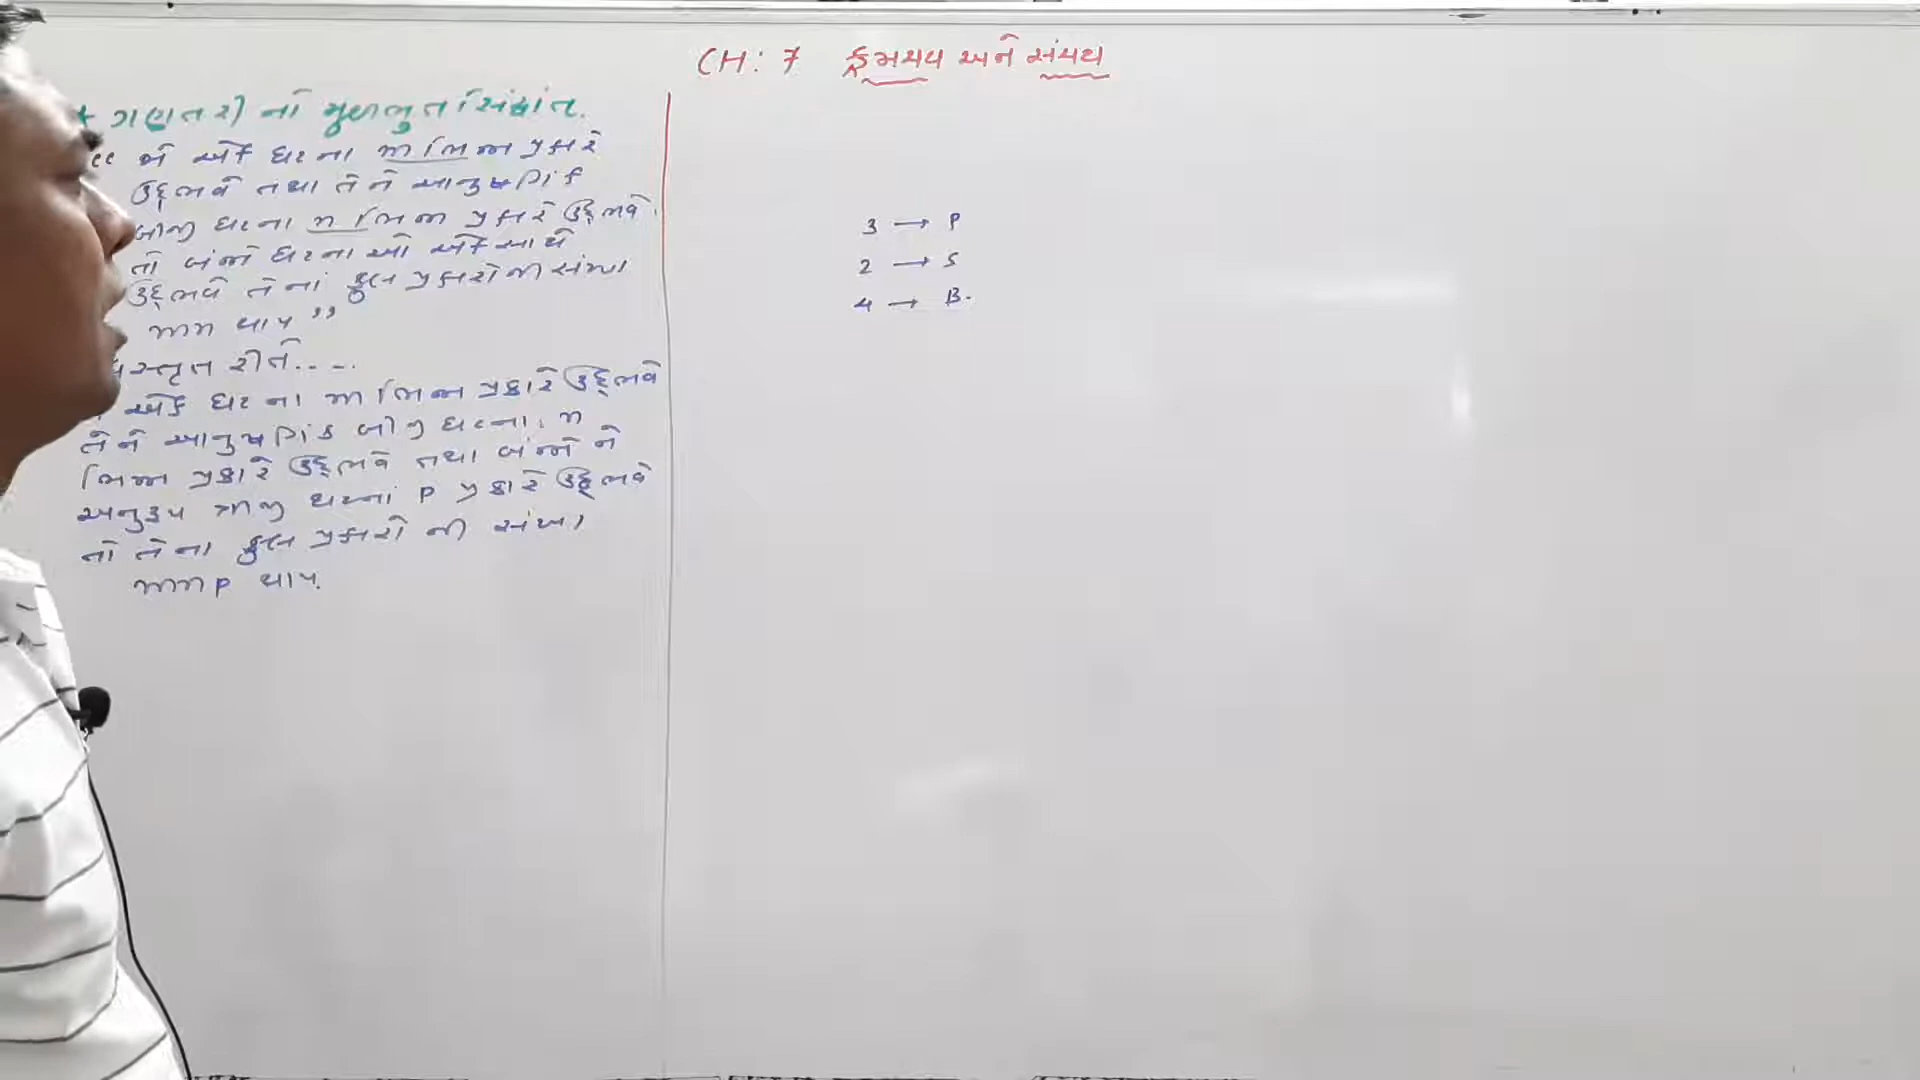 CH: 7 ક્રમચય અને સંચય
* ગણતરી નો મુળભુત સિધ્ધાંત.
“ જો એક ઘટના m ભિન્ન પ્રકારે
ઉદ્દ્ભવે તથા તેને આનુષંગિક
બીજી ઘટના n ભિન્ન પ્રકારે ઉદ્દ્ભવે.
તો બંન્ને ઘટના ઓ એક સાથે
ઉદ્દ્ભવે તેનાં કુલ પ્રકારોની સંખ્યા
mn થાય ”
રીતે.....
એક ઘટના m ભિન્ન પ્રકારે ઉદ્દ્ભવે
તેને આનુષંગિક બીજી ઘટના n
ભિન્ન પ્રકારે ઉદ્દ્ભવે તથા બંન્ને ને
અનુરૂપ ત્રીજી ઘટનાં p પ્રકારે ઉદ્દ્ભવે
તો તેના કુલ પ્રકારો ની સંખ્યા
mnp થાય.
3 → P
2 → S
4 → B.